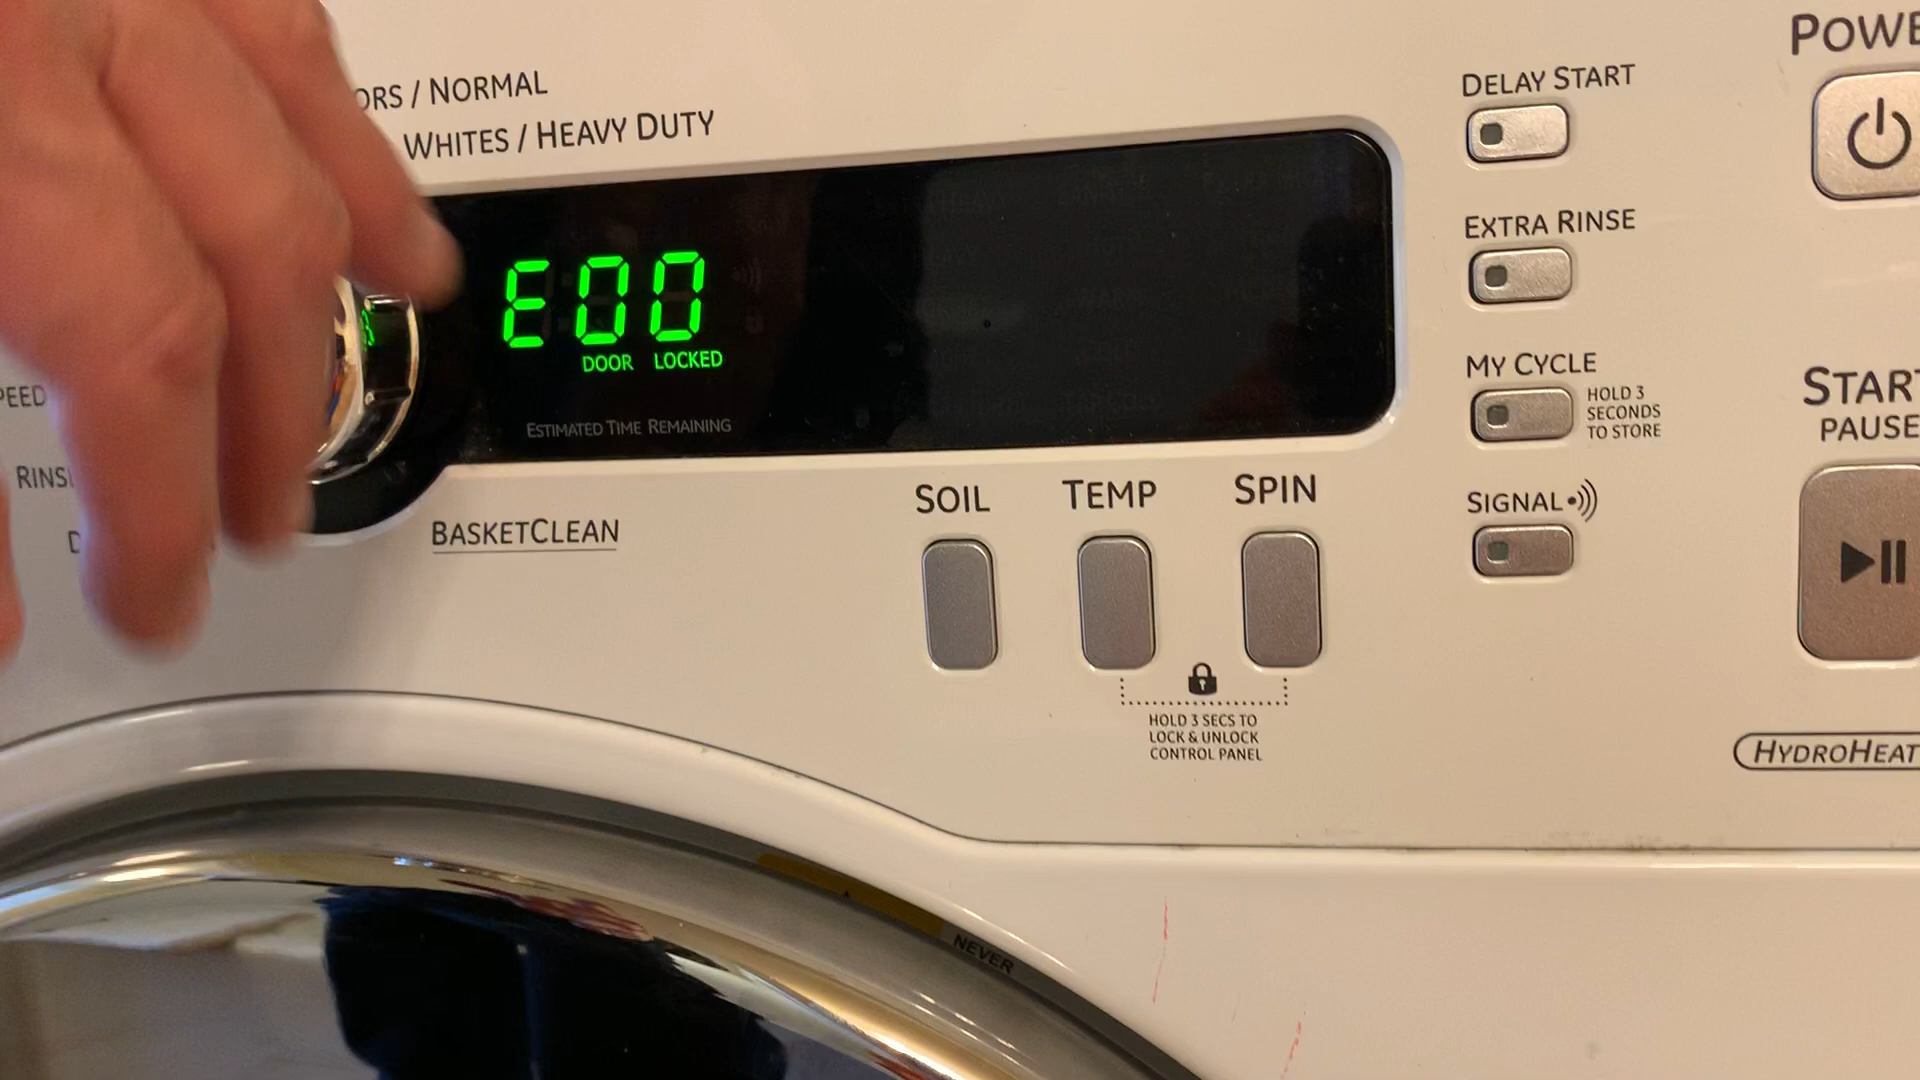 ORS / NORMAL
WHITES / HEAVY DUTY
E00
DOOR LOCKED
ESTIMATED TIME REMAINING
PEED
RINS
D
BASKETCLEAN
SOIL
TEMP
SPIN
HOLD 3 SECS TO
LOCK & UNLOCK
CONTROL PANEL
DELAY START
EXTRA RINSE
MY CYCLE
HOLD 3
SECONDS
TO STORE
SIGNAL
POWE
START
PAUSE
HYDROHEAT
NEVER